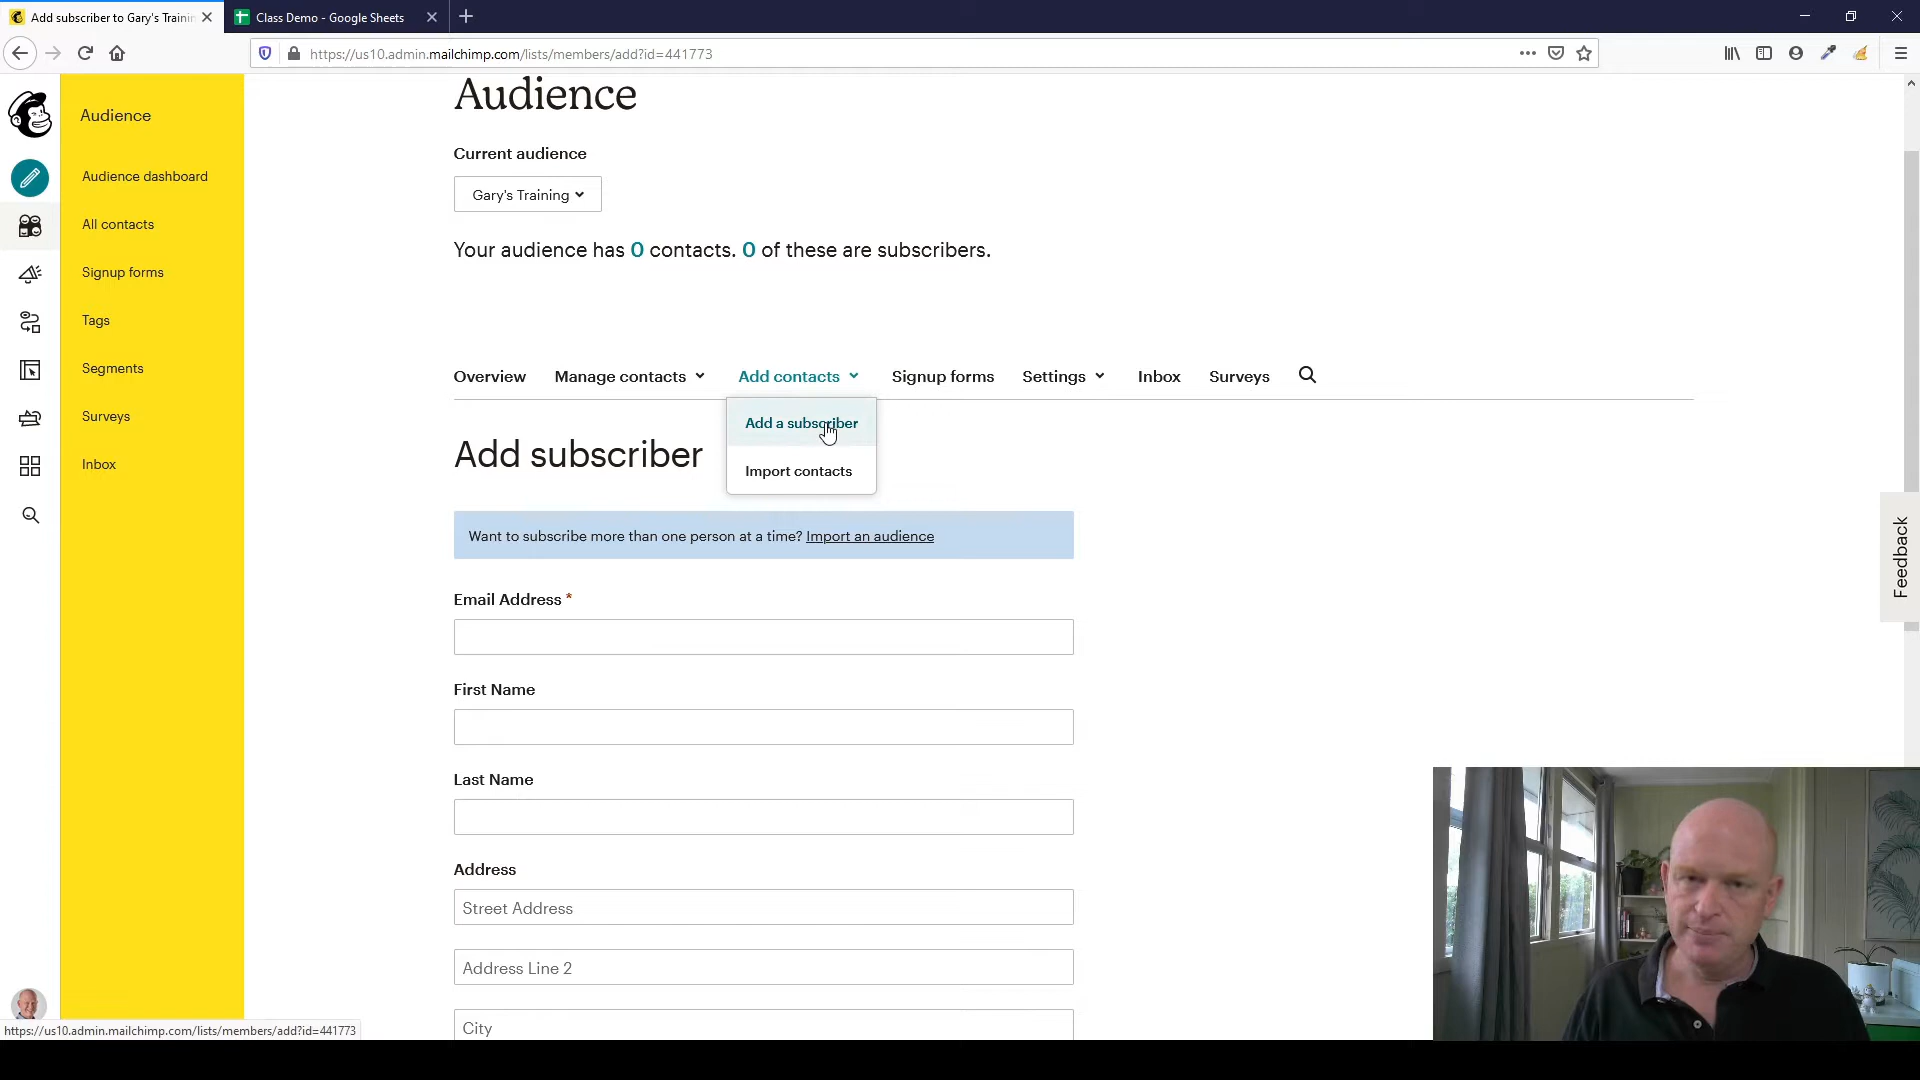 Add subscriber to Gary's Trainin
Class Demo - Google Sheets
https://us10.admin.mailchimp.com/lists/members/add?id=441773
Audience
Audience dashboard
All contacts
Signup forms
Tags
Segments
Surveys
Inbox
Audience
Current audience
Gary's Training
Your audience has 0 contacts. 0 of these are subscribers.
Overview Manage contacts Add contacts Signup forms Settings Inbox Surveys
Add a subscriber
Import contacts
Add subscriber
Want to subscribe more than one person at a time? Import an audience
Email Address *
First Name
Last Name
Address
Street Address
Address Line 2
City
Feedback
https://us10.admin.mailchimp.com/lists/members/add?id=441773